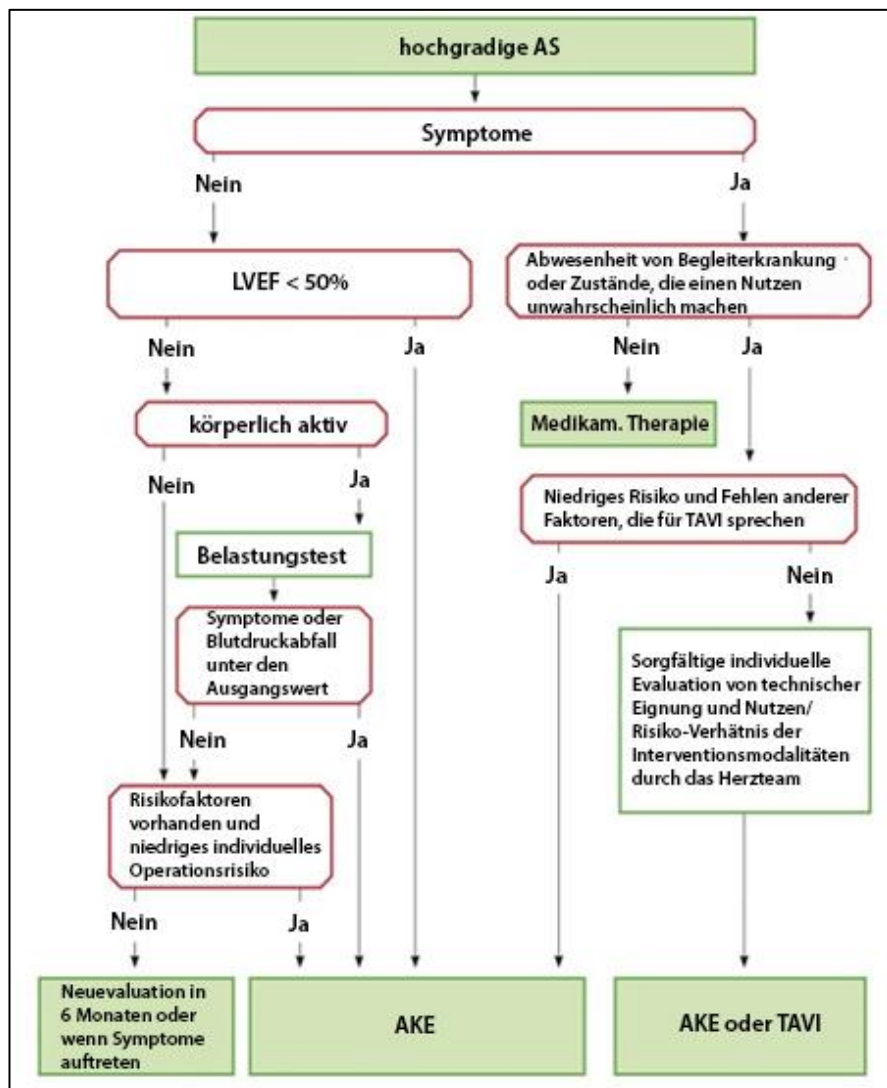 hochgradige AS
Symptome
Nein
Ja
LVEF < 50%
Abwesenheit von Begleiterkrankung
oder Zustände, die einen Nutzen
unwahrscheinlich machen
Nein
Ja
Nein
Ja
körperlich aktiv
Medikam. Therapie
Nein
Ja
Niedriges Risiko und Fehlen anderer
Faktoren, die für TAVI sprechen
Belastungstest
Ja
Nein
Symptome oder
Blutdruckabfall
unter den
Ausgangswert
Sorgfältige individuelle
Evaluation von technischer
Eignung und Nutzen/
Risiko-Verhätnis der
Interventionsmodalitäten
durch das Herzteam
Nein
Ja
Risikofaktoren
vorhanden und
niedriges individuelles
Operationsrisiko
Nein
Ja
Neuevaluation in
6 Monaten oder
wenn Symptome
auftreten
AKE
AKE oder TAVI